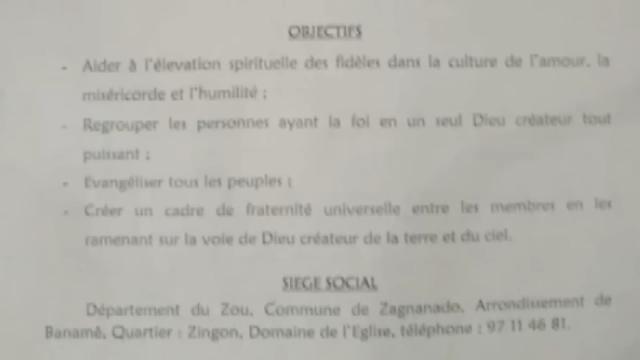 OBJECTIFS
- Aider à l'élevation spirituelle des fidèles dans la culture de l'amour, la
miséricorde et l'humilité ;
- Regrouper les personnes ayant la foi en un seul Dieu créateur tout
puissant ;
- Evangéliser tous les peuples ;
- Créer un cadre de fraternité universelle entre les membres en les
ramenant sur la voie de Dieu créateur de la terre et du ciel.
SIEGE SOCIAL
Département du Zou, Commune de Zagnanado, Arrondissement de
Banamè, Quartier : Zingon, Domaine de l'Eglise, téléphone : 97 11 46 81.